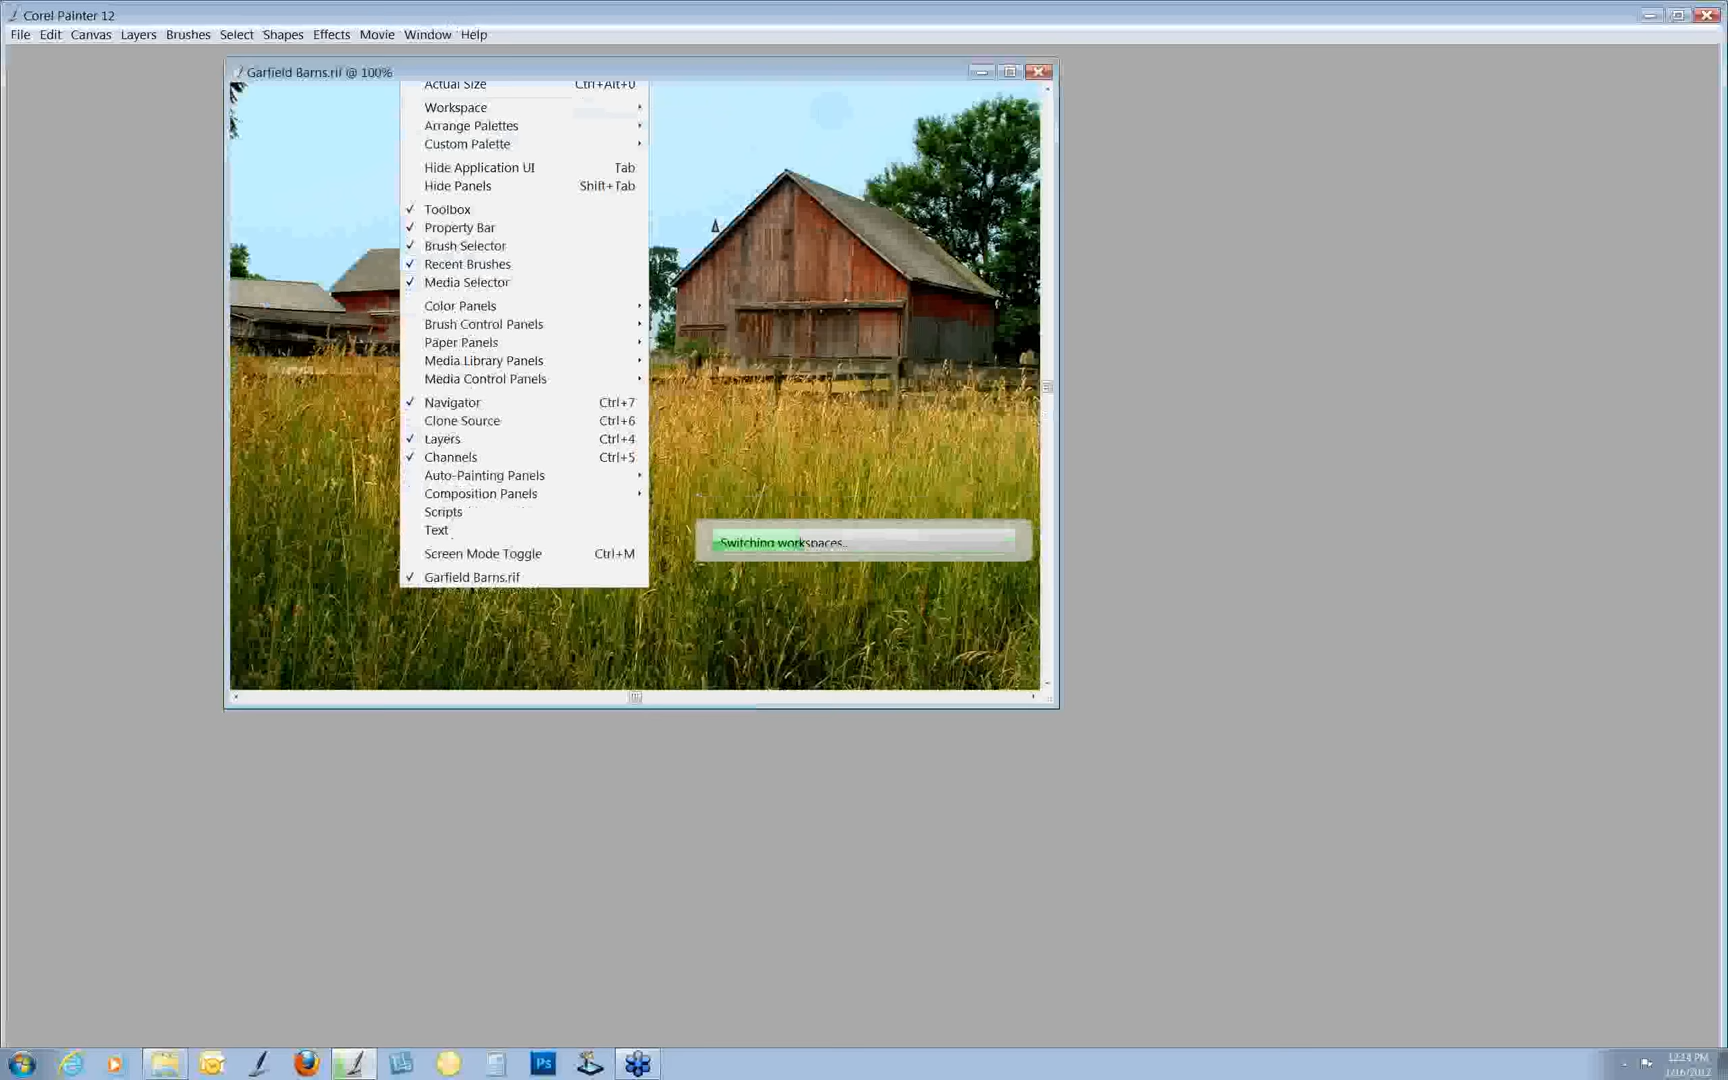 Corel Painter 12
File Edit Canvas Layers Brushes Select Shapes Effects Movie Window Help
Garfield Barns.rif @ 100%
Actual Size Ctrl+Alt+0
Workspace
Arrange Palettes
Custom Palette
Hide Application UI Tab
Hide Panels Shift+Tab
Toolbox
Property Bar
Brush Selector
Recent Brushes
Media Selector
Color Panels
Brush Control Panels
Paper Panels
Media Library Panels
Media Control Panels
Navigator Ctrl+7
Clone Source Ctrl+6
Layers Ctrl+4
Channels Ctrl+5
Auto-Painting Panels
Composition Panels
Scripts
Text
Screen Mode Toggle Ctrl+M
Garfield Barns.rif
Switching workspaces..
Ps
12:14 PM